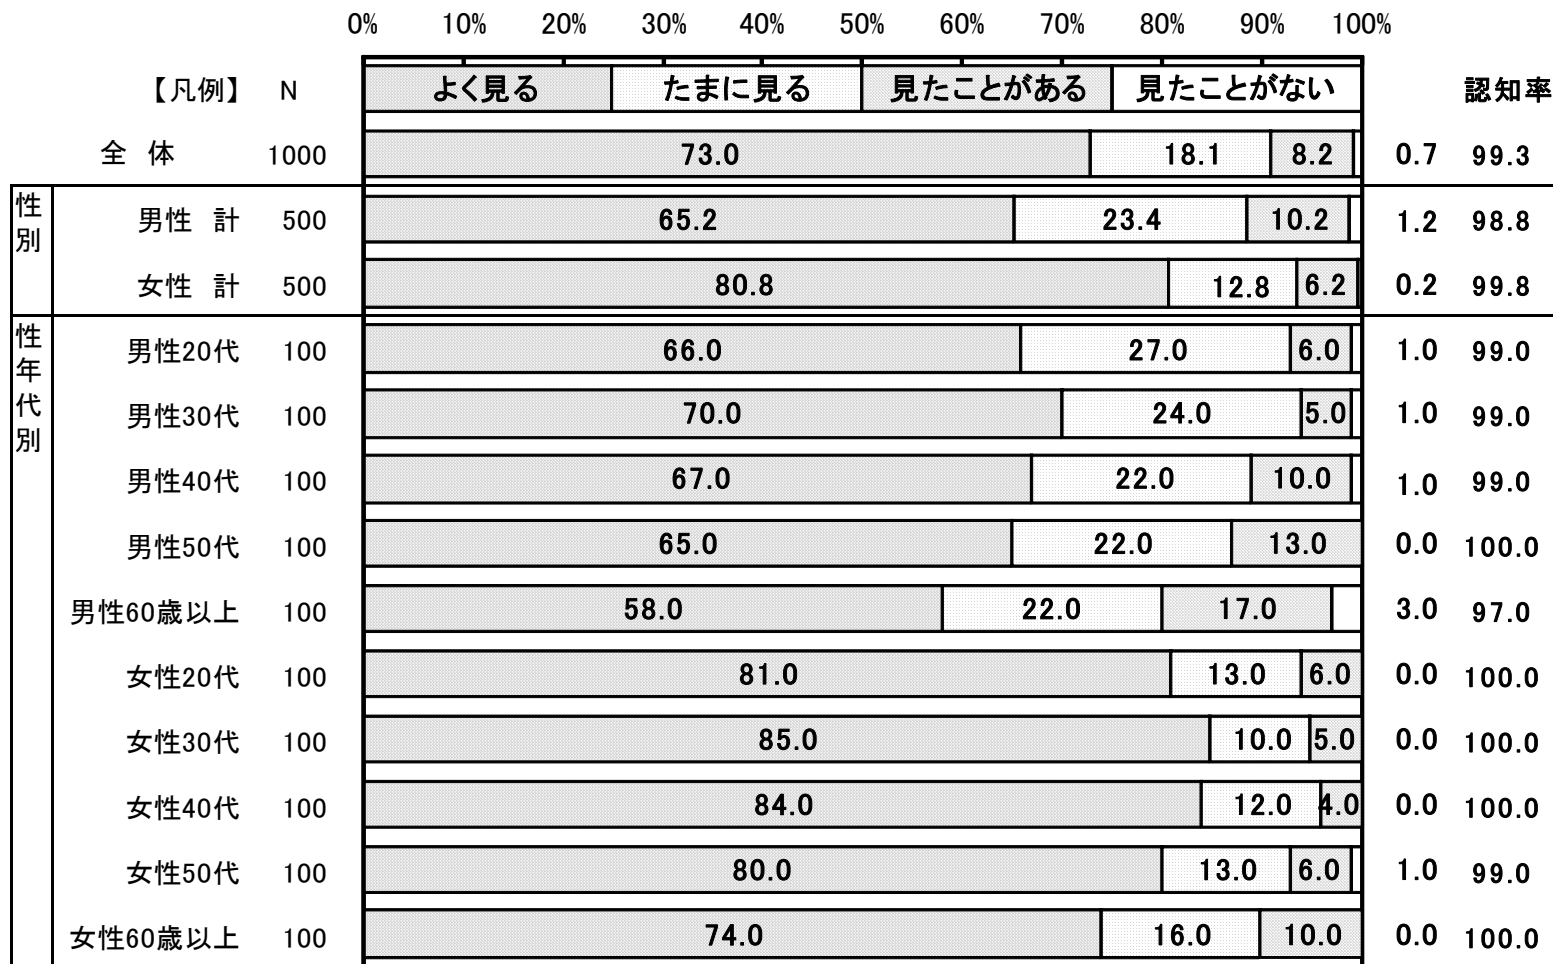 0% 10% 20% 30% 40% 50% 60% 70% 80% 90% 100%
【凡例】 N よく見る たまに見る 見たことがある 見たことがない 認知率
全 体 1000 73.0 18.1 8.2 0.7 99.3
性別
男性 計 500 65.2 23.4 10.2 1.2 98.8
女性 計 500 80.8 12.8 6.2 0.2 99.8
性年代別
男性20代 100 66.0 27.0 6.0 1.0 99.0
男性30代 100 70.0 24.0 5.0 1.0 99.0
男性40代 100 67.0 22.0 10.0 1.0 99.0
男性50代 100 65.0 22.0 13.0 0.0 100.0
男性60歳以上 100 58.0 22.0 17.0 3.0 97.0
女性20代 100 81.0 13.0 6.0 0.0 100.0
女性30代 100 85.0 10.0 5.0 0.0 100.0
女性40代 100 84.0 12.0 4.0 0.0 100.0
女性50代 100 80.0 13.0 6.0 1.0 99.0
女性60歳以上 100 74.0 16.0 10.0 0.0 100.0